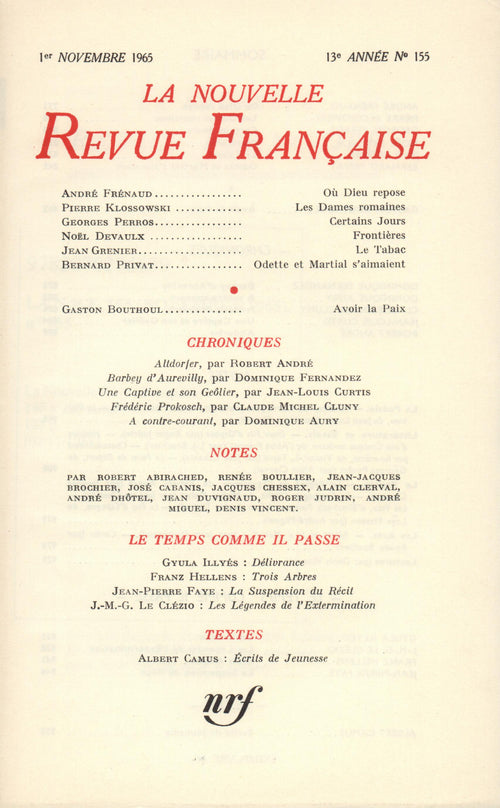 1er NOVEMBRE 1965 13e ANNÉE No 155
LA NOUVELLE
REVUE FRANÇAISE
ANDRÉ FRÉNAUD................ Où Dieu repose
PIERRE KLOSSOWSKI ............ Les Dames romaines
GEORGES PERROS................ Certains Jours
NOËL DEVAULX ................ Frontières
JEAN GRENIER.................. Le Tabac
BERNARD PRIVAT................ Odette et Martial s'aimaient
GASTON BOUTHOUL.............. Avoir la Paix
CHRONIQUES
Altdorfer, par ROBERT ANDRÉ
Barbey d'Aurevilly, par DOMINIQUE FERNANDEZ
Une Captive et son Geôlier, par JEAN-LOUIS CURTIS
Frédéric Prokosch, par CLAUDE MICHEL CLUNY
A contre-courant, par DOMINIQUE AURY
NOTES
PAR ROBERT ABIRACHED, RENÉE BOULLIER, JEAN-JACQUES
BROCHIER, JOSÉ CABANIS, JACQUES CHESSEX, ALAIN CLERVAL,
ANDRÉ DHÔTEL, JEAN DUVIGNAUD, ROGER JUDRIN, ANDRÉ
MIGUEL, DENIS VINCENT.
LE TEMPS COMME IL PASSE
GYULA ILLYÉS : Délivrance
FRANZ HELLENS : Trois Arbres
JEAN-PIERRE FAYE : La Suspension du Récit
J.-M.-G. LE CLÉZIO : Les Légendes de l'Extermination
TEXTES
ALBERT CAMUS : Écrits de Jeunesse
nrf